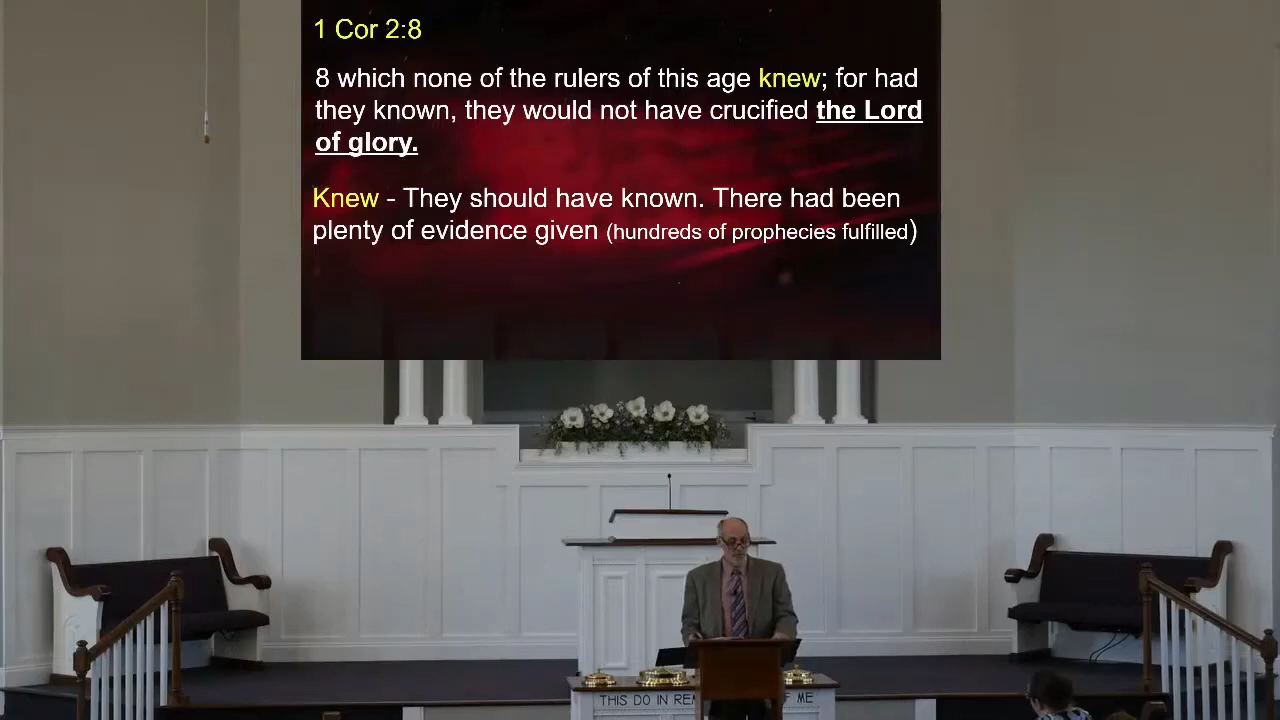 1 Cor 2:8
8 which none of the rulers of this age knew; for had
they known, they would not have crucified the Lord
of glory.
Knew - They should have known. There had been
plenty of evidence given (hundreds of prophecies fulfilled)
THIS DO IN OF ME